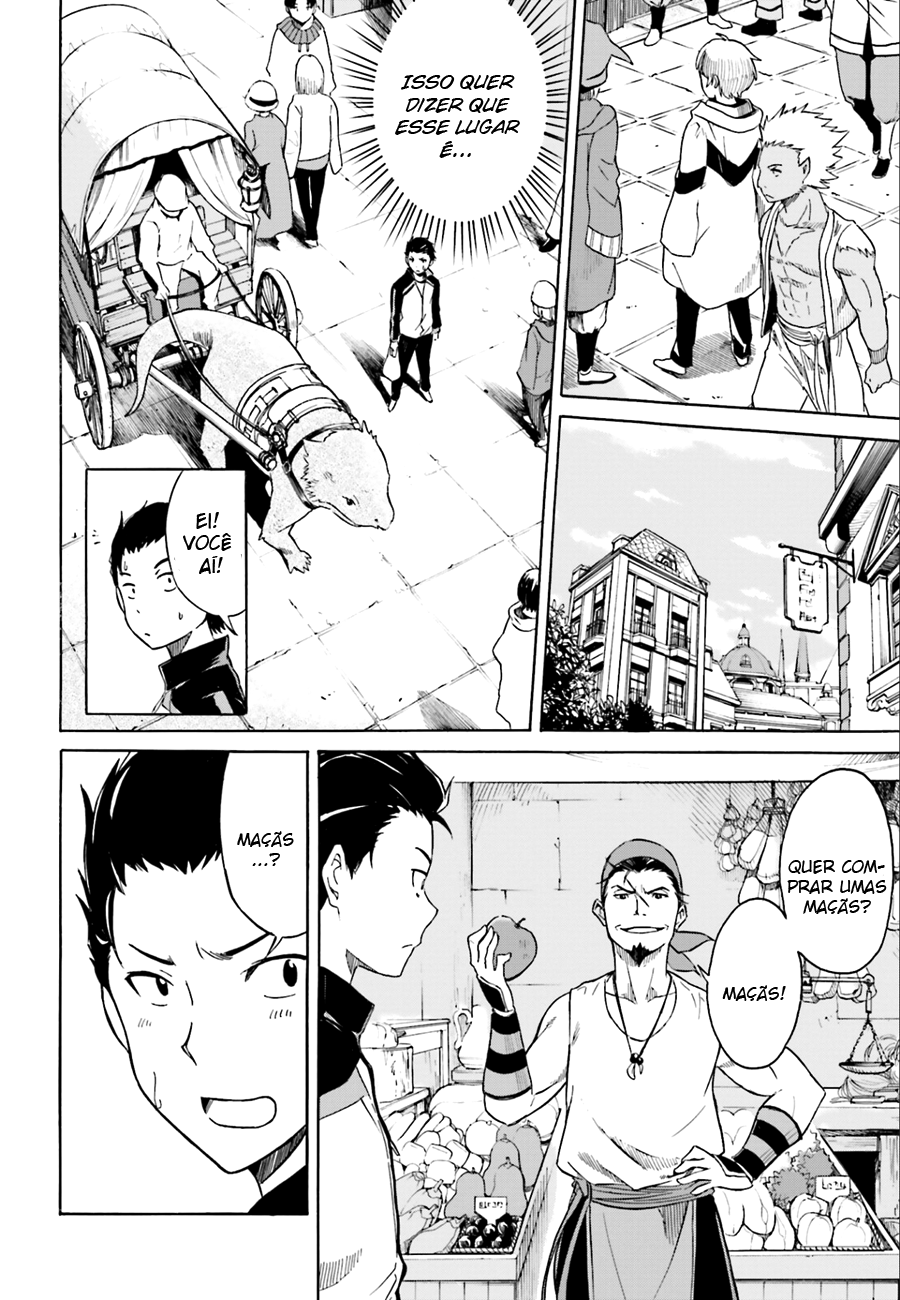 ISSO QUER
DIZER QUE
ESSE LUGAR
É...
EI!
VOCÊ
AÍ!
QUER COM-
PRAR UMAS
MAÇÃS?
MAÇÃS!
MAÇÃS
...?